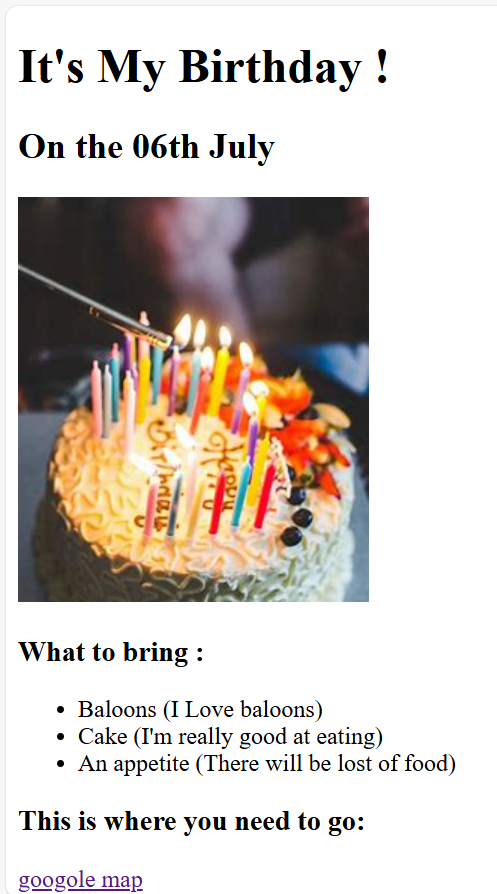 It's My Birthday !
On the 06th July
Happy
Birthday
What to bring :
Baloons (I Love baloons)
Cake (I'm really good at eating)
An appetite (There will be lost of food)
This is where you need to go:
googole map